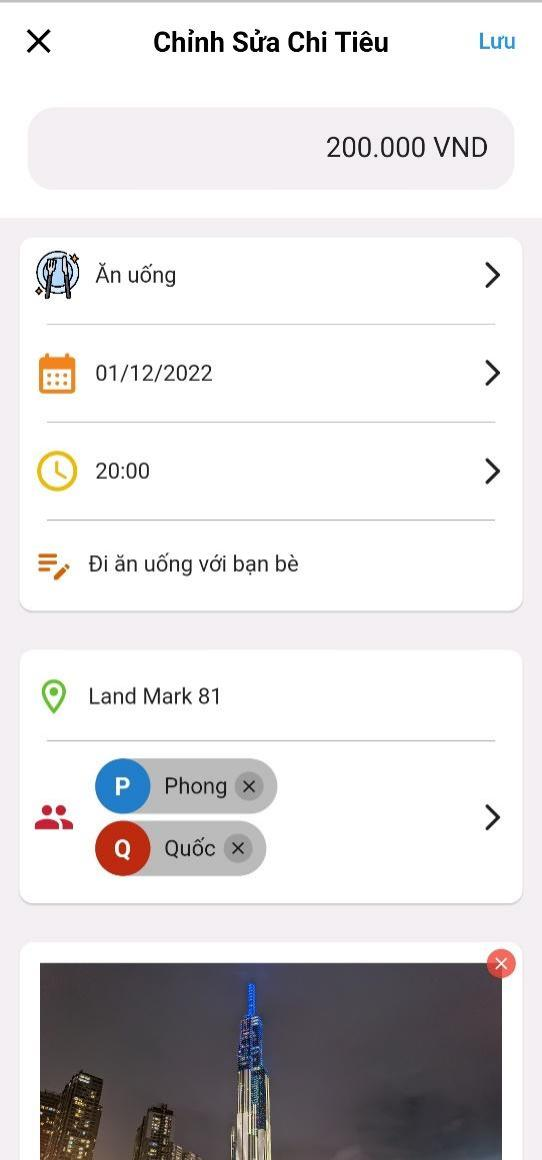 Chỉnh Sửa Chi Tiêu
Lưu
200.000 VND
Ăn uống
01/12/2022
20:00
Đi ăn uống với bạn bè
Land Mark 81
P Phong
Q Quốc